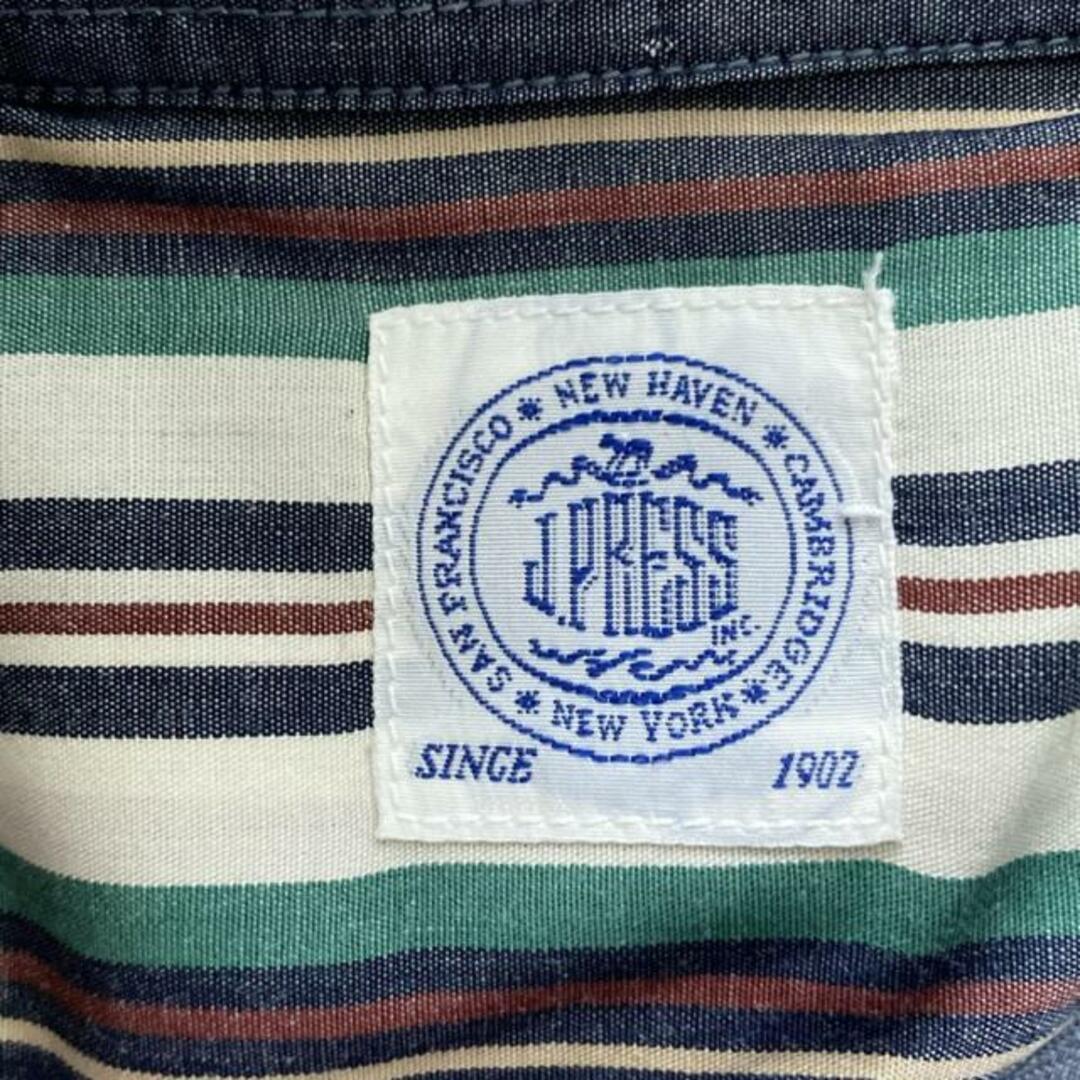 NEW HAVEN * CAMBRIDGE * NEW YORK * SAN FRANCISCO *
J.PRESS
INC.
SINCE 1902